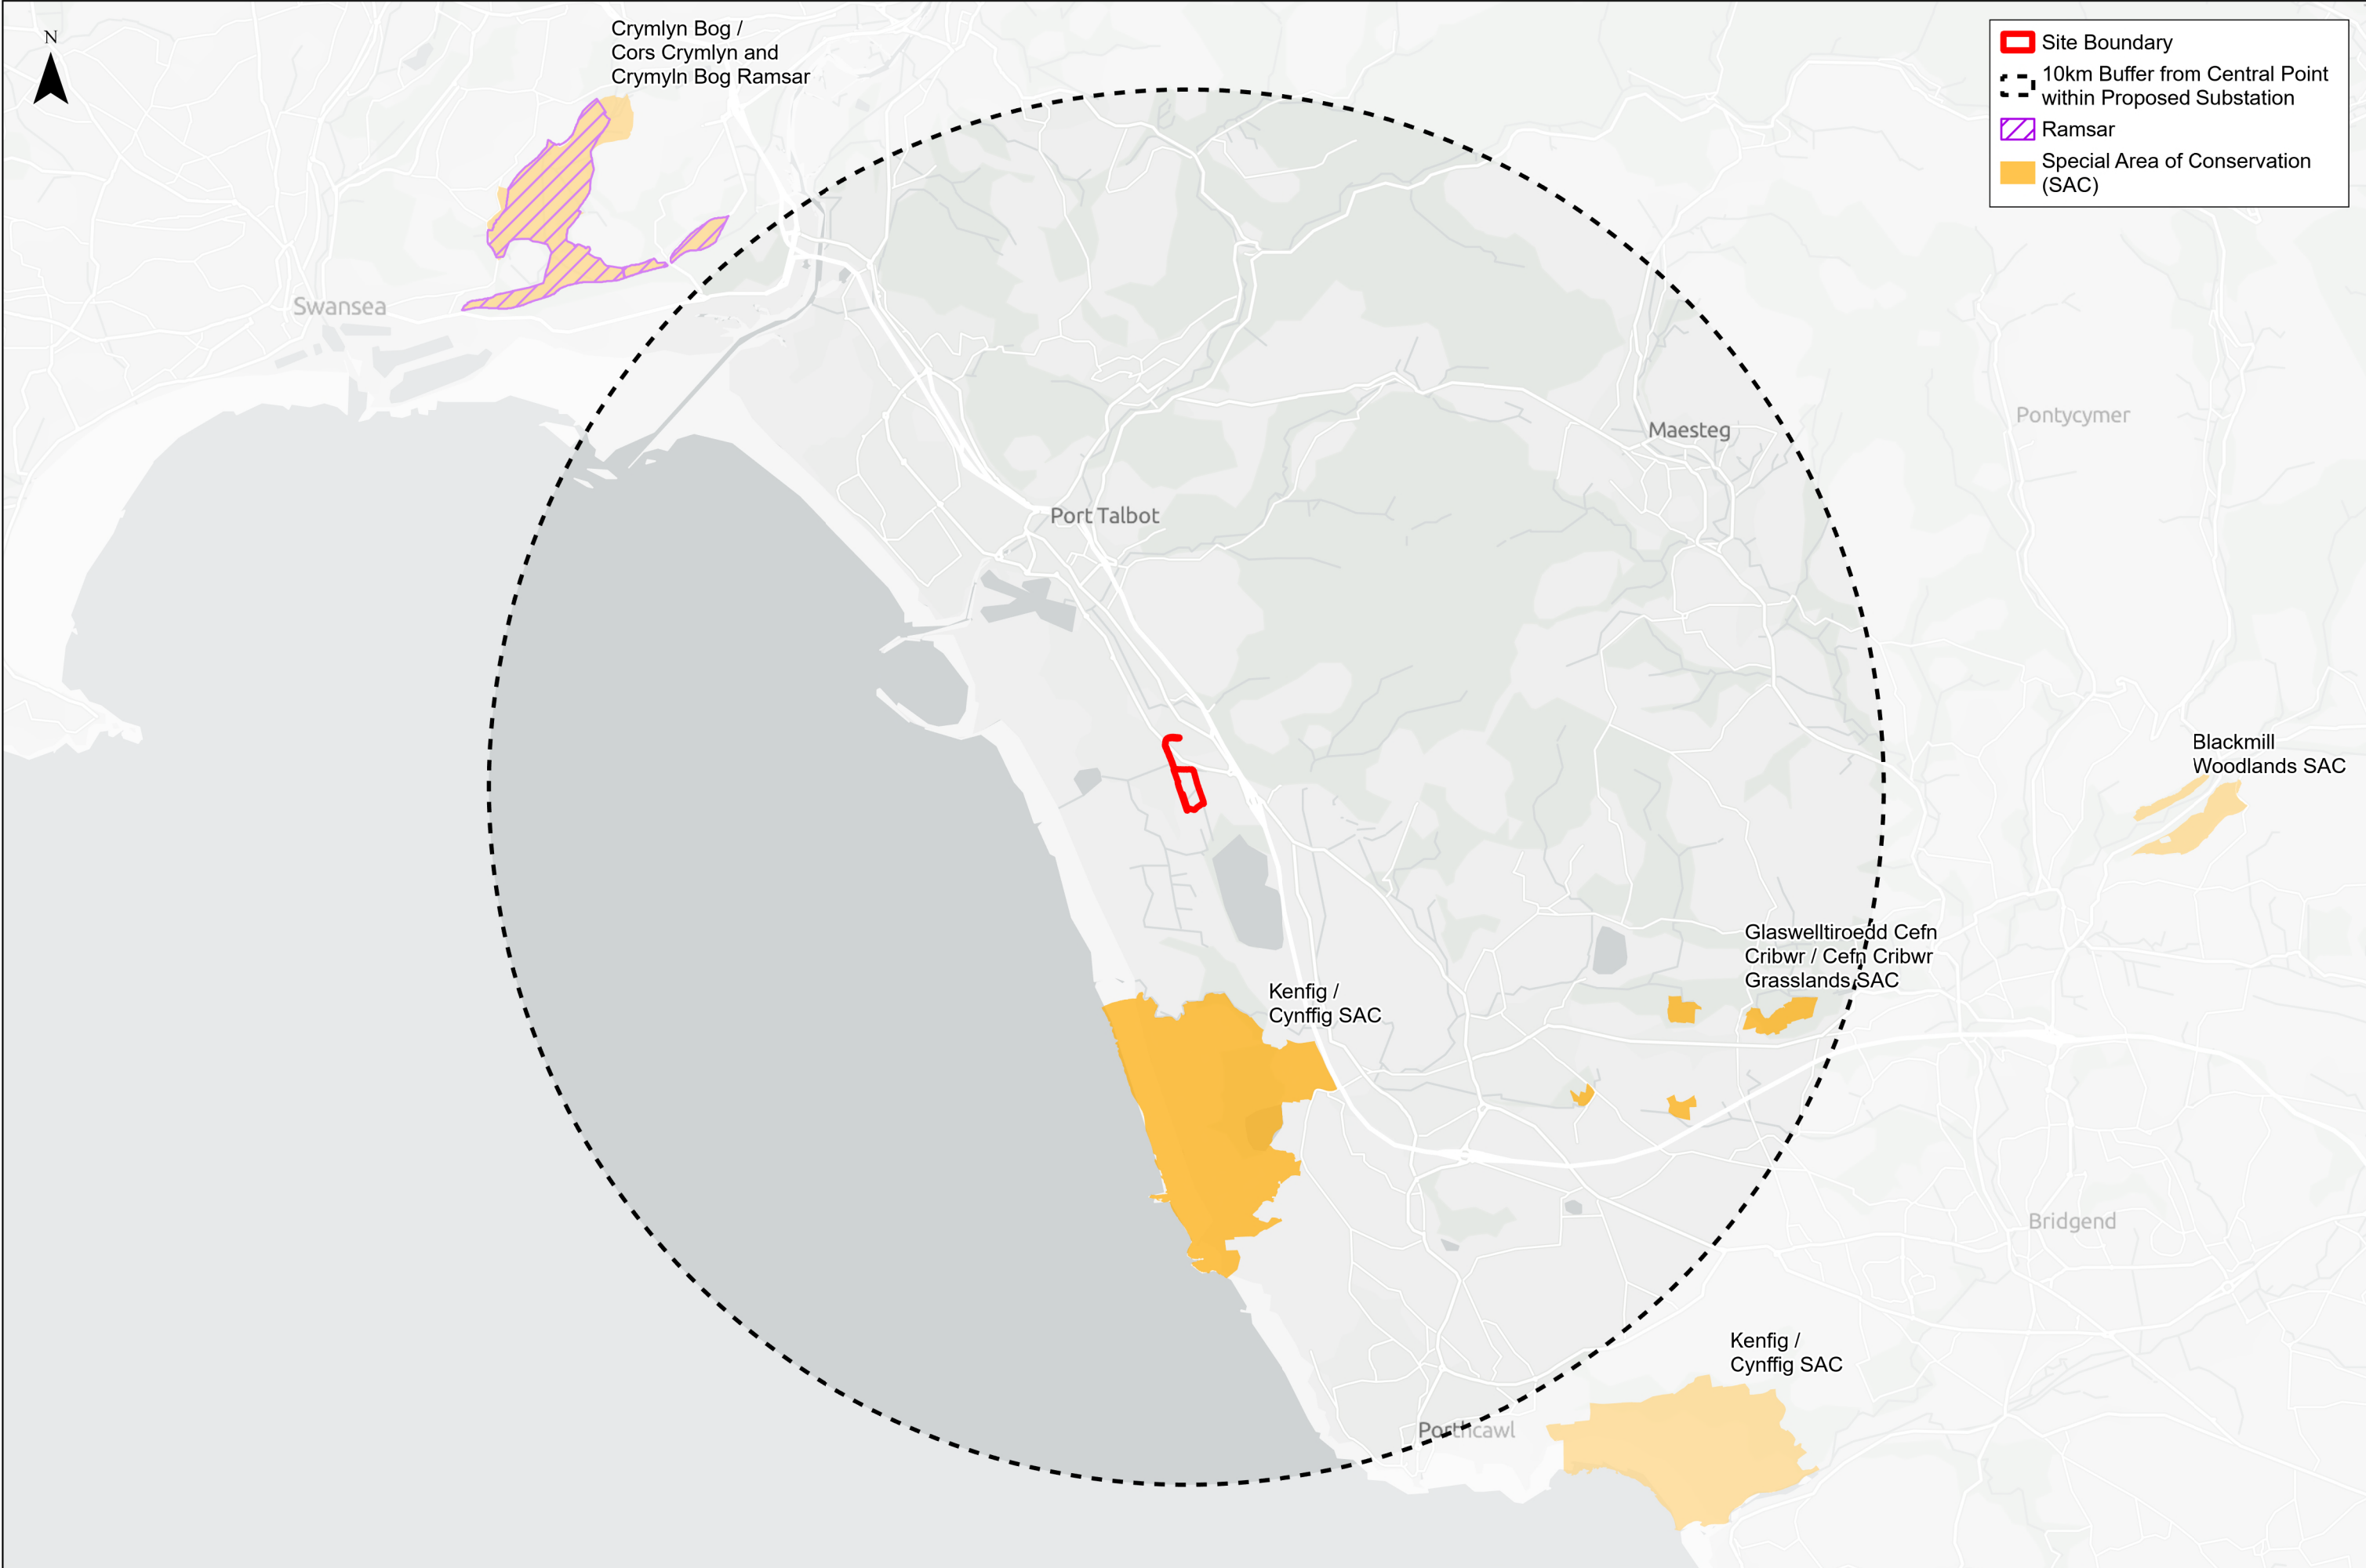 N
Crymlyn Bog /
Cors Crymlyn and
Crymyln Bog Ramsar
Site Boundary
10km Buffer from Central Point
within Proposed Substation
Ramsar
Special Area of Conservation
(SAC)
Swansea
Pontycymer
Maesteg
Port Talbot
Blackmill
Woodlands SAC
Glaswelltiroedd Cefn
Cribwr / Cefn Cribwr
Grasslands SAC
Kenfig /
Cynffig SAC
Bridgend
Kenfig /
Cynffig SAC
Porthcawl